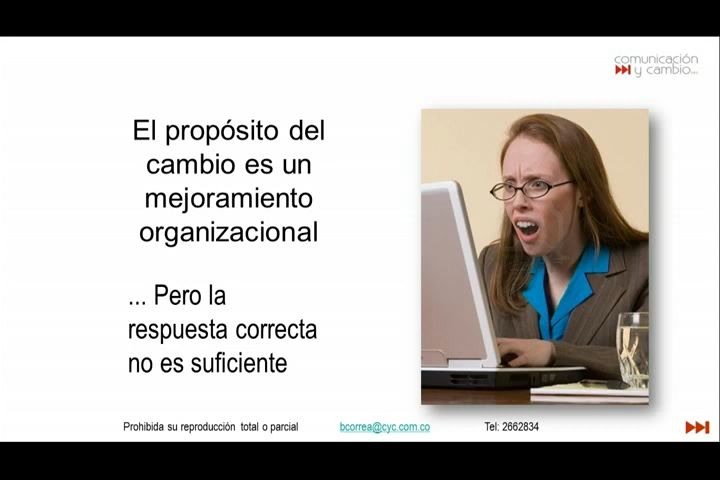 comunicación
y cambio...
El propósito del
cambio es un
mejoramiento
organizacional
... Pero la
respuesta correcta
no es suficiente
Prohibida su reproducción total o parcial
bcorrea@cyc.com.co
Tel: 2662834